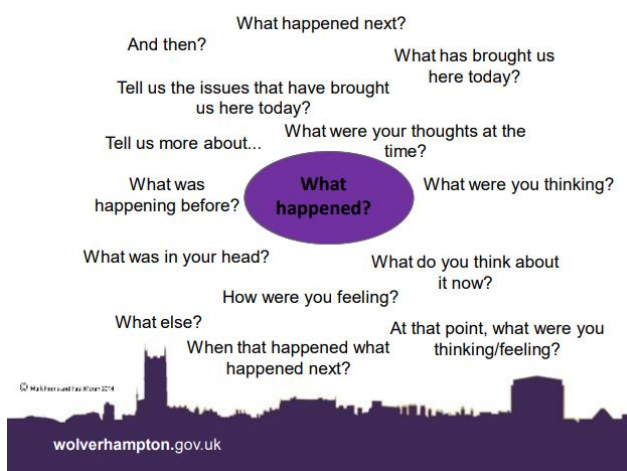 What happened next?
And then?
What has brought us
here today?
Tell us the issues that have brought
us here today?
Tell us more about...
What were your thoughts at the
time?
What was
happening before?
What
happened?
What were you thinking?
What was in your head?
What do you think about
it now?
How were you feeling?
What else?
At that point, what were you
thinking/feeling?
When that happened what
happened next?
©
2014
wolverhampton.gov.uk